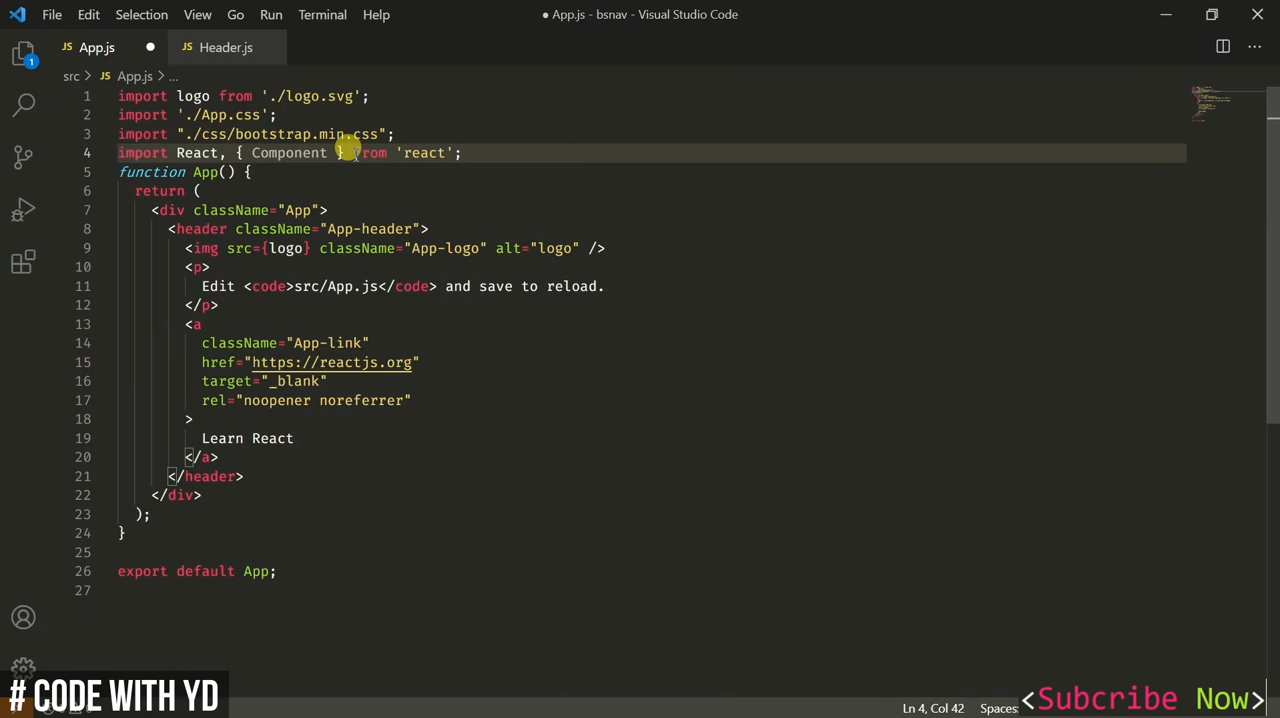 File Edit Selection View Go Run Terminal Help
● App.js - bsnav - Visual Studio Code
JS App.js ●
JS Header.js
1
src > JS App.js > ...
1 import logo from './logo.svg';
2 import './App.css';
3 import "./css/bootstrap.min.css";
4 import React, { Component } from 'react';
5 function App() {
6 return (
7 <div className="App">
8 <header className="App-header">
9 <img src={logo} className="App-logo" alt="logo" />
10 <p>
11 Edit <code>src/App.js</code> and save to reload.
12 </p>
13 <a
14 className="App-link"
15 href="https://reactjs.org"
16 target="_blank"
17 rel="noopener noreferrer"
18 >
19 Learn React
20 </a>
21 </header>
22 </div>
23 );
24 }
25
26 export default App;
27
# CODE WITH YD
Ln 4, Col 42
Spaces:
<Subcribe Now>